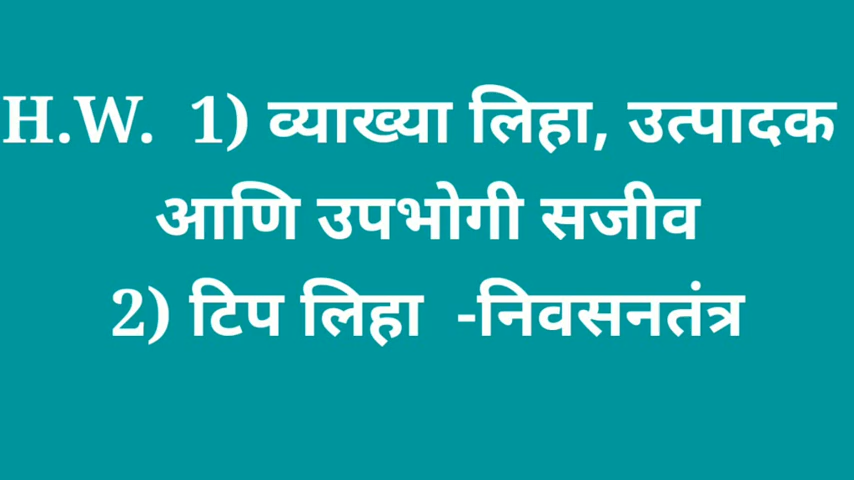 H.W. 1) व्याख्या लिहा, उत्पादक
आणि उपभोगी सजीव
2) टिप लिहा -निवसनतंत्र